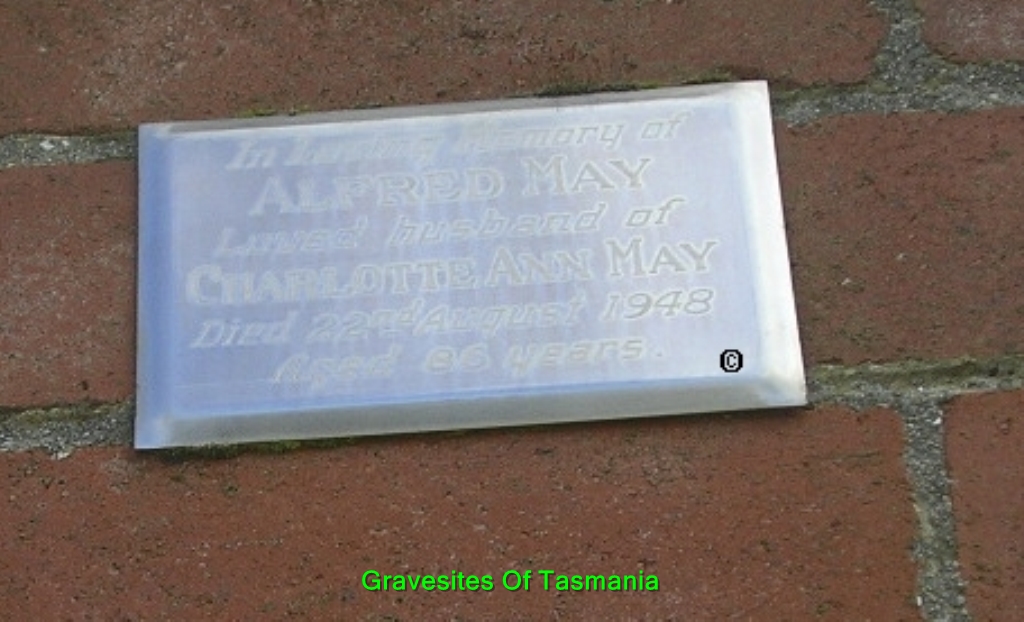 In Loving Memory of
ALFRED MAY
Loved husband of
CHARLOTTE ANN MAY
Died 22nd August 1948
Aged 86 years.
©
Gravesites Of Tasmania